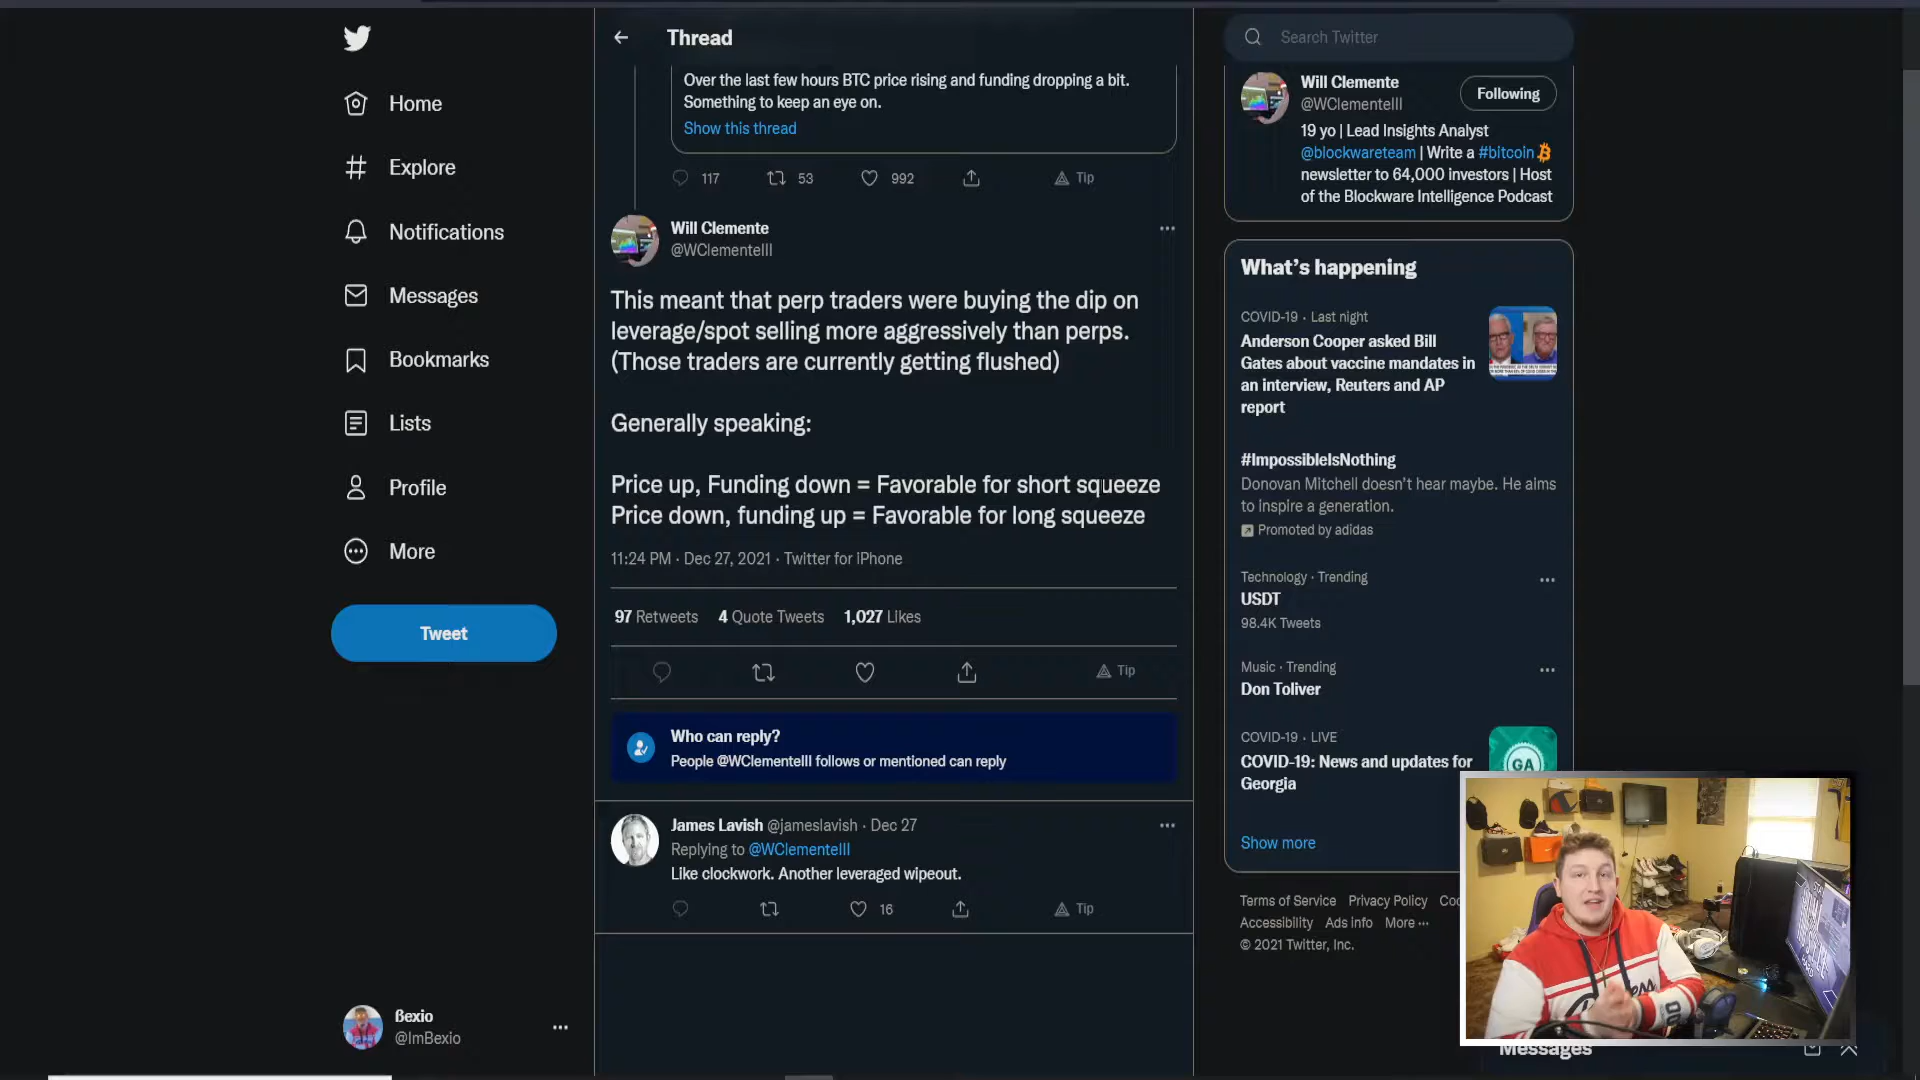 Home
Explore
Notifications
Messages
Bookmarks
Lists
Profile
More
Tweet
ßexio
@ImBexio
Thread
Over the last few hours BTC price rising and funding dropping a bit.
Something to keep an eye on.
Show this thread
117
53
992
Tip
Will Clemente
@WClementeIII
This meant that perp traders were buying the dip on
leverage/spot selling more aggressively than perps.
(Those traders are currently getting flushed)
Generally speaking:
Price up, Funding down = Favorable for short squeeze
Price down, funding up = Favorable for long squeeze
11:24 PM · Dec 27, 2021 · Twitter for iPhone
97 Retweets 4 Quote Tweets 1,027 Likes
Tip
Who can reply?
People @WClementeIII follows or mentioned can reply
James Lavish @jameslavish · Dec 27
Replying to @WClementeIII
Like clockwork. Another leveraged wipeout.
16
Tip
Search Twitter
Will Clemente
@WClementeIII
Following
19 yo | Lead Insights Analyst
@blockwareteam | Write a #bitcoin
newsletter to 64,000 investors | Host
of the Blockware Intelligence Podcast
What's happening
COVID-19 · Last night
Anderson Cooper asked Bill
Gates about vaccine mandates in
an interview, Reuters and AP
report
#ImpossibleIsNothing
Donovan Mitchell doesn't hear maybe. He aims
to inspire a generation.
Promoted by adidas
Technology · Trending
USDT
98.4K Tweets
Music · Trending
Don Toliver
COVID-19 · LIVE
COVID-19: News and updates for
Georgia
GA
Show more
Terms of Service Privacy Policy Coo
Accessibility Ads info More ···
© 2021 Twitter, Inc.
Messages